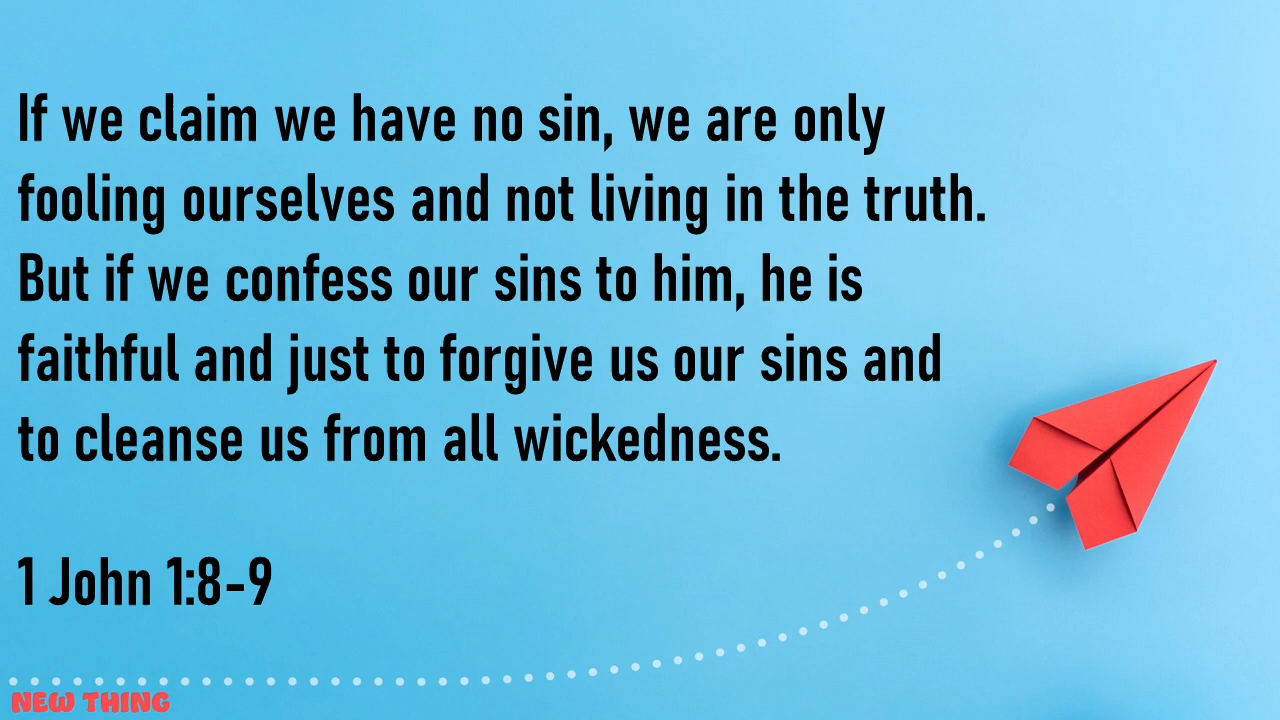 If we claim we have no sin, we are only
fooling ourselves and not living in the truth.
But if we confess our sins to him, he is
faithful and just to forgive us our sins and
to cleanse us from all wickedness.
1 John 1:8-9
NEW THING